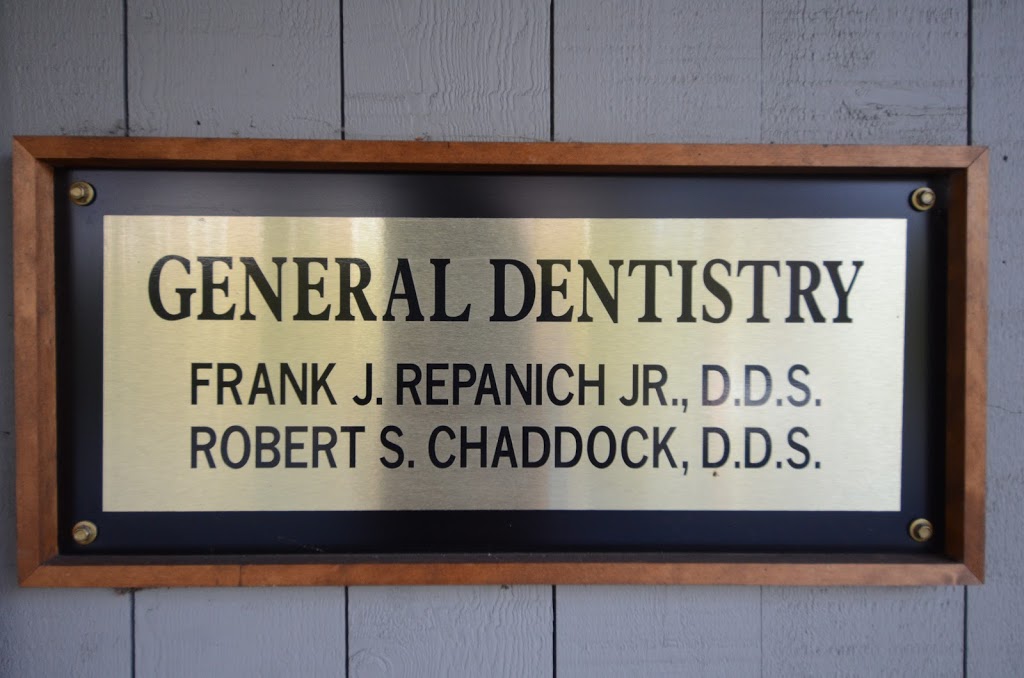 GENERAL DENTISTRY
FRANK J. REPANICH JR., D.D.S.
ROBERT S. CHADDOCK, D.D.S.